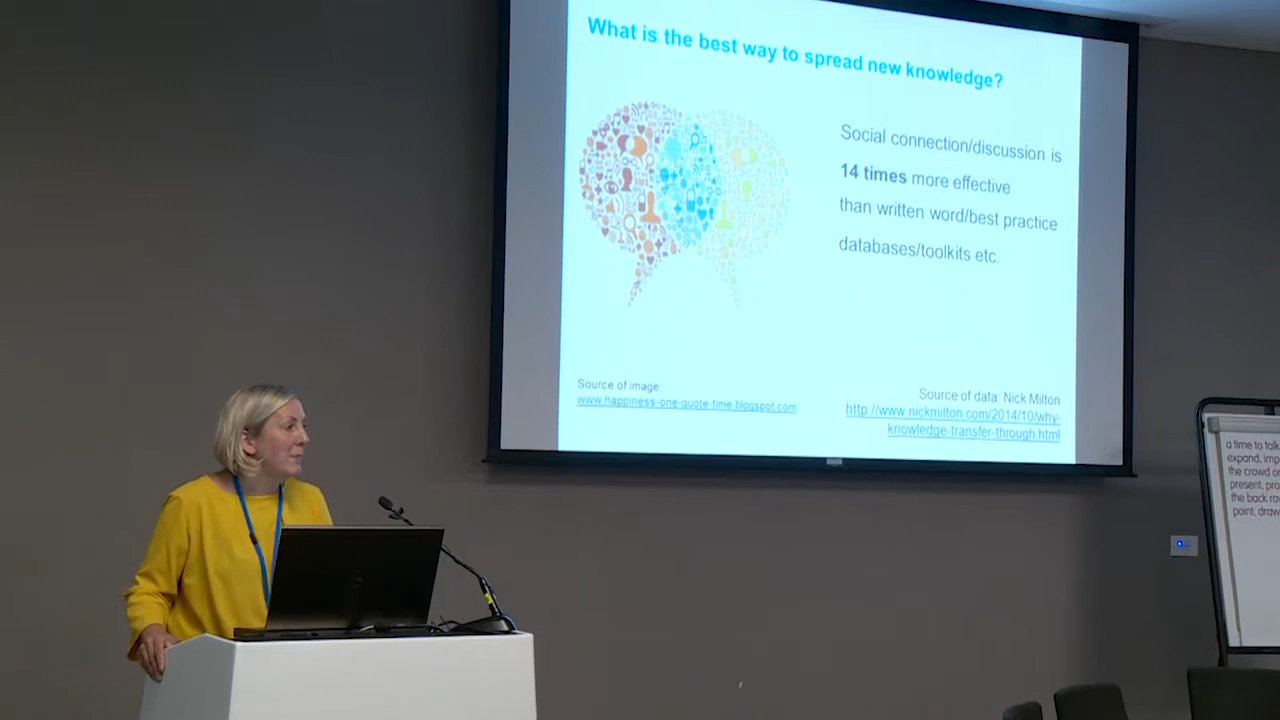 What is the best way to spread new knowledge?
Social connection/discussion is
14 times more effective
than written word/best practice
databases/toolkits etc.
Source of image:
www.happiness-one-quote-time.blogspot.com
Source of data: Nick Milton
http://www.nickmilton.com/2014/10/why-
knowledge-transfer-through.html
a time to talk
expand, imp
the crowd o
present, pro
the back ro
point, draw